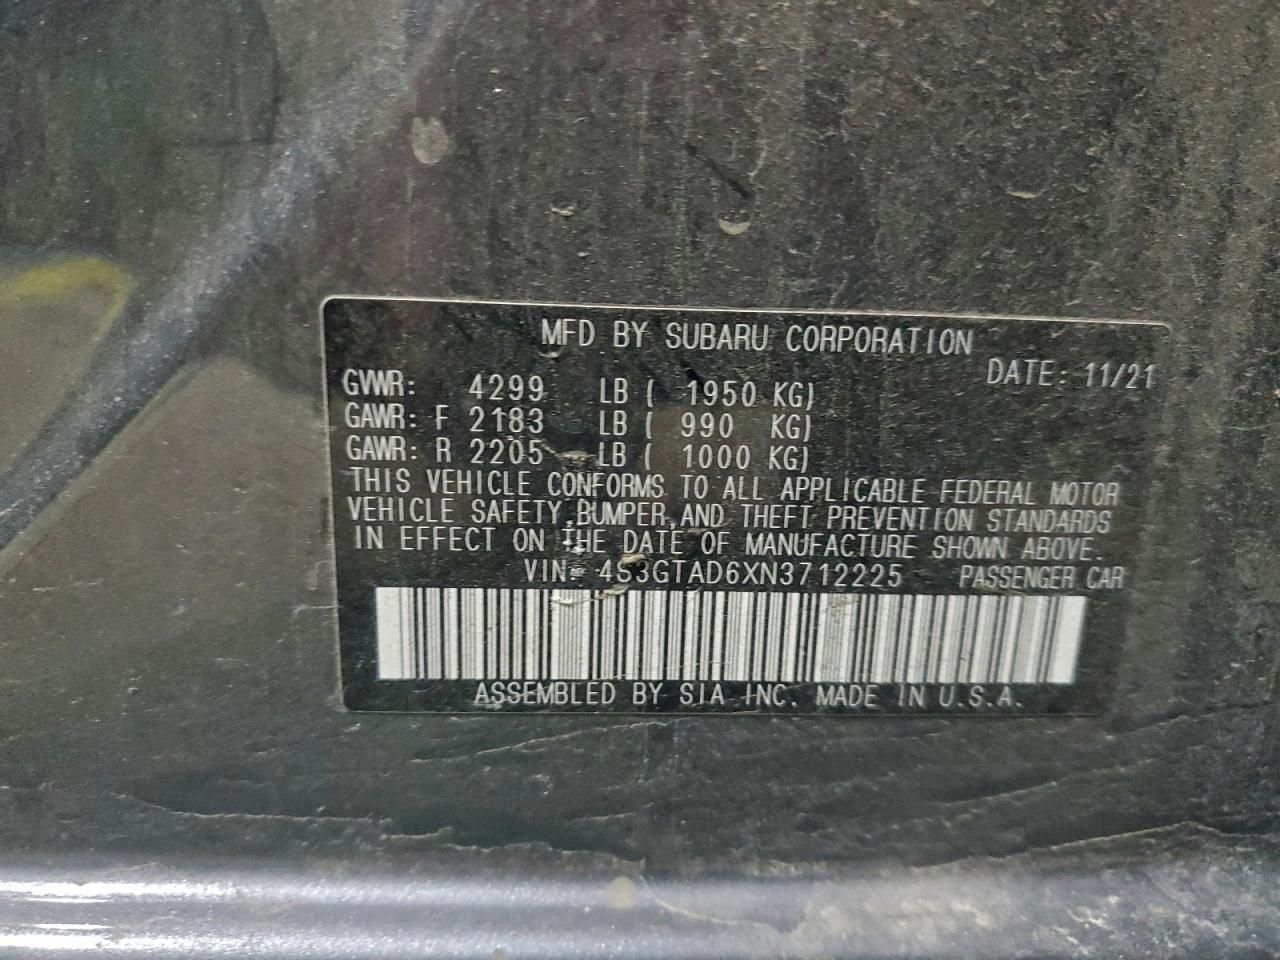 MFD BY SUBARU CORPORATION
DATE: 11/21
GVWR: 4299 LB ( 1950 KG)
GAWR: F 2183 LB ( 990 KG)
GAWR: R 2205 LB ( 1000 KG)
THIS VEHICLE CONFORMS TO ALL APPLICABLE FEDERAL MOTOR
VEHICLE SAFETY,BUMPER,AND THEFT PREVENTION STANDARDS
IN EFFECT ON THE DATE OF MANUFACTURE SHOWN ABOVE.
VIN: 4S3GTAD6XN3712225 PASSENGER CAR
ASSEMBLED BY SIA INC. MADE IN U.S.A.